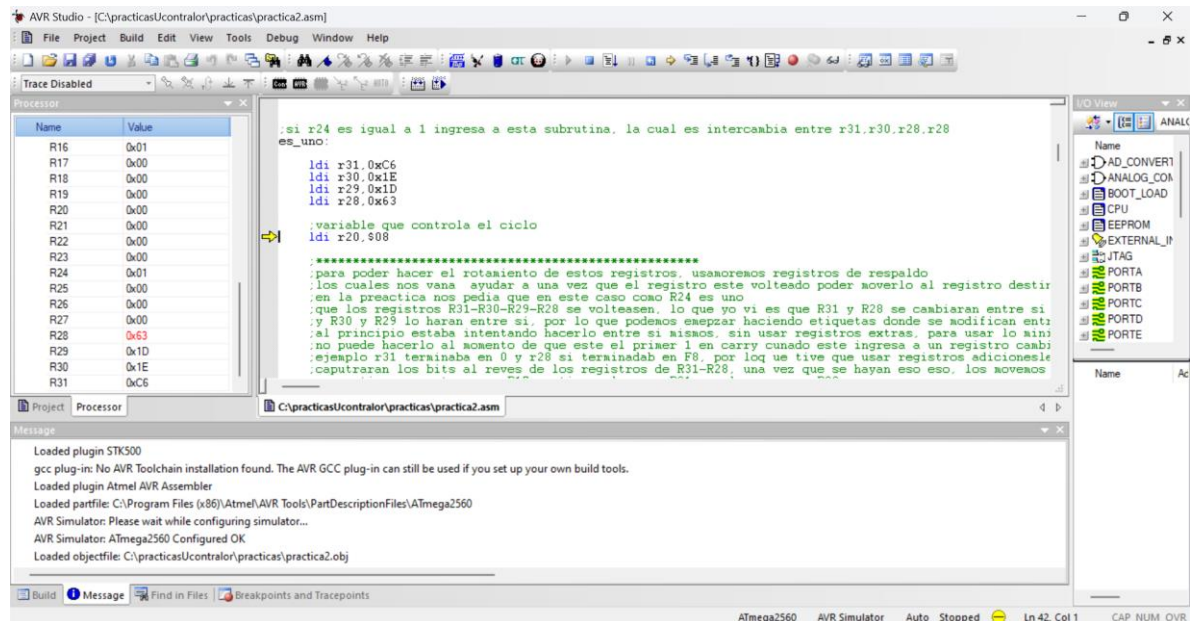 AVR Studio - [C:\practicasUcontralor\practicas\practica2.asm]
File Project Build Edit View Tools Debug Window Help
Trace Disabled
Processor
Name Value
R16 0x01
R17 0x00
R18 0x00
R19 0x00
R20 0x00
R21 0x00
R22 0x00
R23 0x00
R24 0x01
R25 0x00
R26 0x00
R27 0x00
R28 0x63
R29 0x1D
R30 0x1E
R31 0xC6
Project Processor
;si r24 es igual a 1 ingresa a esta subrutina, la cual es intercambia entre r31,r30,r28,r28
es_uno:
ldi r31,0xC6
ldi r30,0x1E
ldi r29,0x1D
ldi r28,0x63
;variable que controla el ciclo
ldi r20,$08
;****************************************************
;para poder hacer el rotamiento de estos registros, usamoremos registros de respaldo
;los cuales nos vana  ayudar a una vez que el registro este volteado poder moverlo al registro destin
;en la preactica nos pedia que en este caso como R24 es uno
;que los registros R31-R30-R29-R28 se volteasen, lo que yo vi es que R31 y R28 se cambiaran entre si
;y R30 y R29 lo haran entre si, por lo que podemos emepzar haciendo etiquetas donde se modifican entr
;al principio estaba intentando hacerlo entre si mismos, sin usar registros extras, para usar lo mini
;no puede hacerlo al momento de que este el primer 1 en carry cunado este ingresa a un registro cambi
;ejemplo r31 terminaba en 0 y r28 si terminadab en F8, por loq ue tive que usar registros adicionesle
;caputraran los bits al reves de los registros de R31-R28, una vez que se hayan eso eso, los movemos
C:\practicasUcontralor\practicas\practica2.asm
I/O View
ANALO
Name
AD_CONVERT
ANALOG_COM
BOOT_LOAD
CPU
EEPROM
EXTERNAL_IN
JTAG
PORTA
PORTB
PORTC
PORTD
PORTE
Name Ad
Message
Loaded plugin STK500
gcc plug-in: No AVR Toolchain installation found. The AVR GCC plug-in can still be used if you set up your own build tools.
Loaded plugin Atmel AVR Assembler
Loaded partfile: C:\Program Files (x86)\Atmel\AVR Tools\PartDescriptionFiles\ATmega2560
AVR Simulator: Please wait while configuring simulator...
AVR Simulator: ATmega2560 Configured OK
Loaded objectfile: C:\practicasUcontralor\practicas\practica2.obj
Build Message Find in Files Breakpoints and Tracepoints
ATmega2560 AVR Simulator Auto Stopped Ln 42, Col 1 CAP NUM OVR